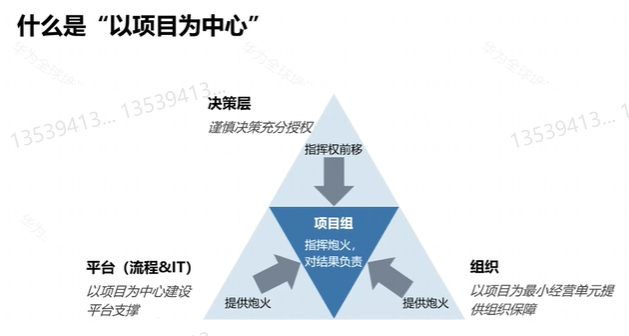 什么是“以项目为中心”
13539413...
13539413...
13539413...
决策层
谨慎决策充分授权
指挥权前移
项目组
指挥炮火，
对结果负责
平台（流程&IT）
以项目为中心建设
平台支撑
提供炮火
提供炮火
组织
以项目为最小经营单元提
供组织保障